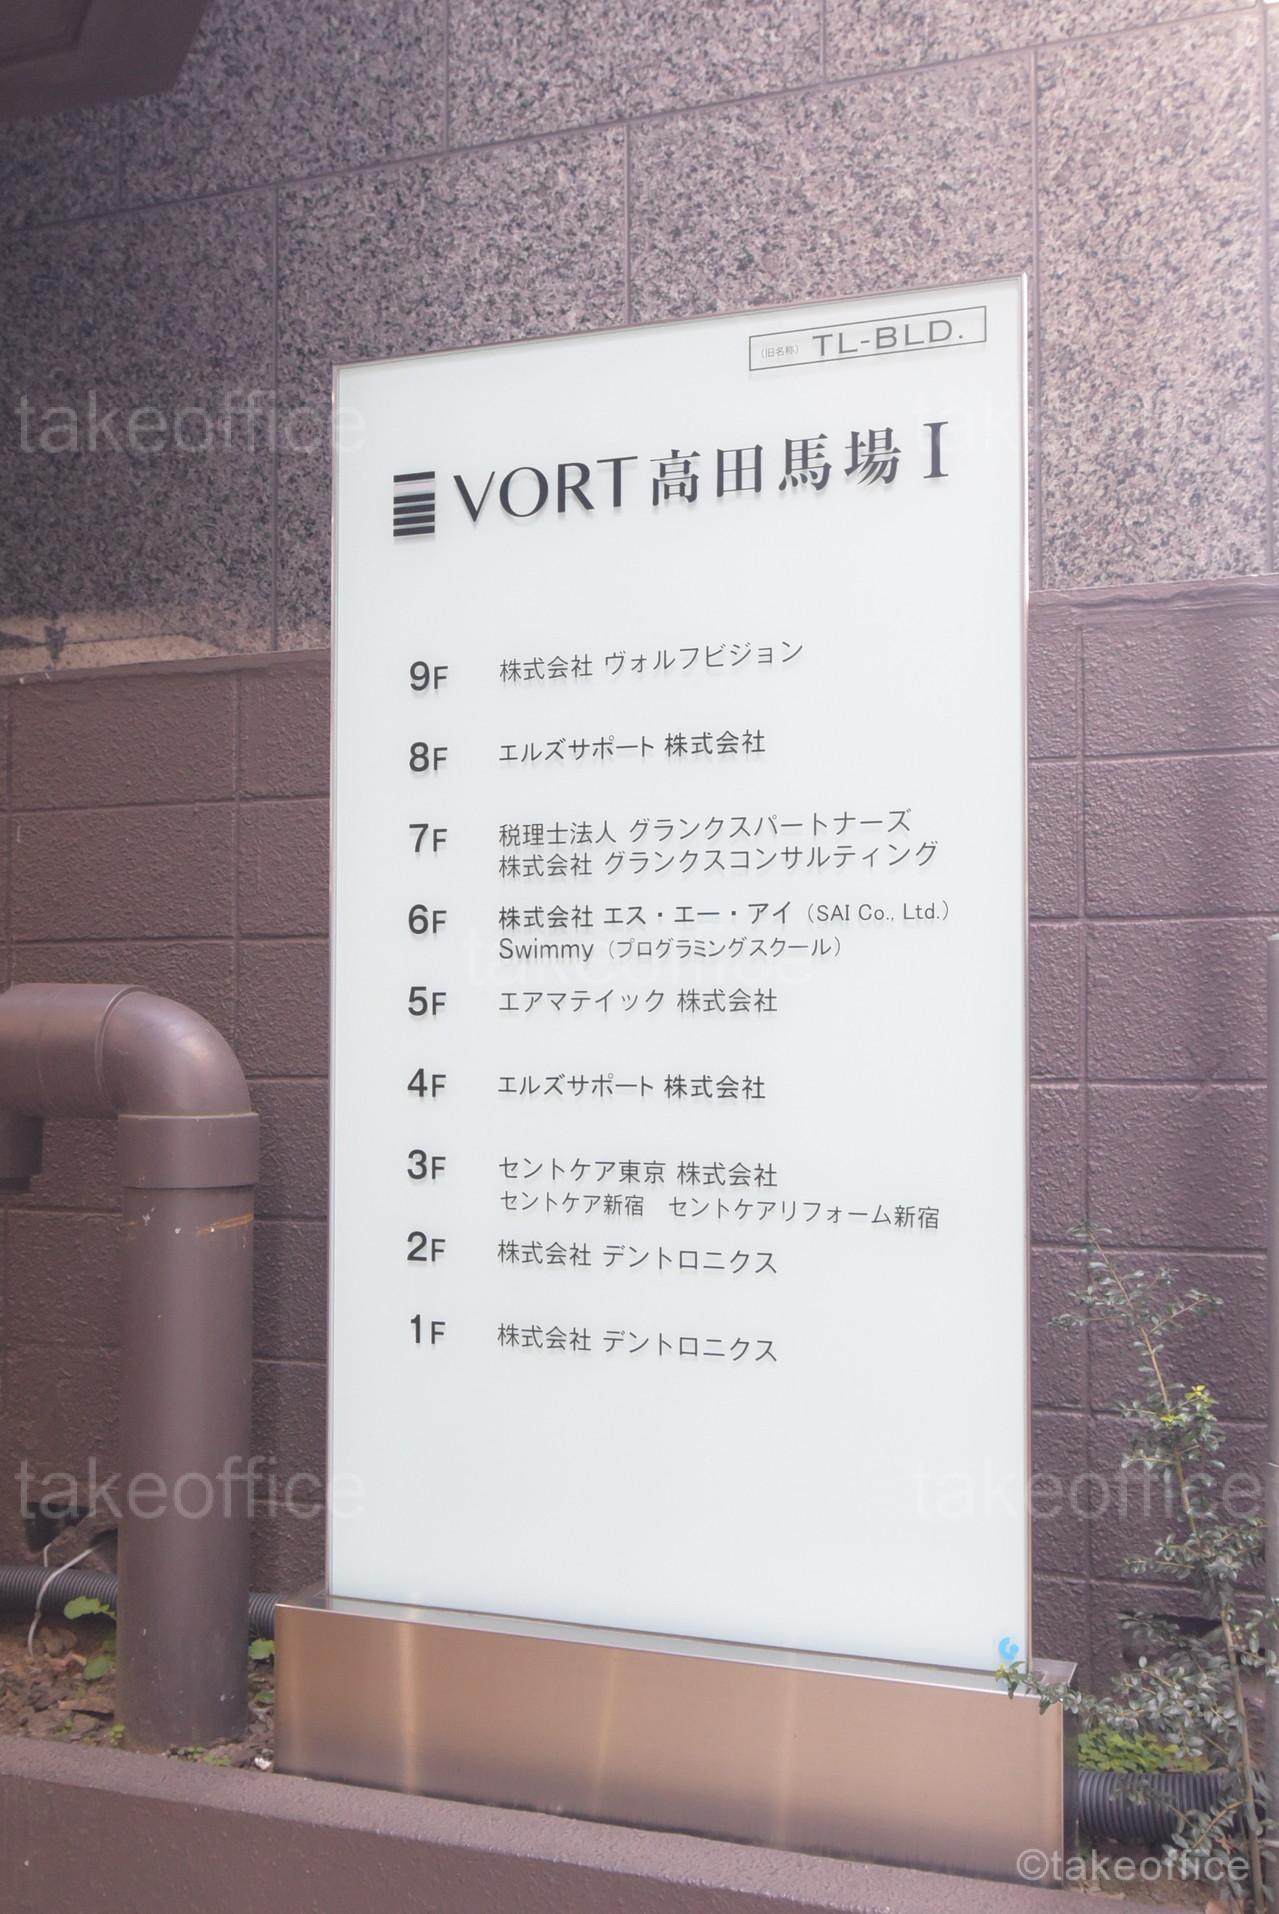 (旧名称) TL-BLD.
VORT高田馬場I
9F 株式会社 ヴォルフビジョン
8F エルズサポート 株式会社
7F 税理士法人 グランクスパートナーズ
株式会社 グランクスコンサルティング
6F 株式会社 エス・エー・アイ (SAI Co., Ltd.)
Swimmy (プログラミングスクール)
5F エアマテイック 株式会社
4F エルズサポート 株式会社
3F セントケア東京 株式会社
セントケア新宿 セントケアリフォーム新宿
2F 株式会社 デントロニクス
1F 株式会社 デントロニクス
takeoffice
takeoffice
takeoffice
takeoffice
takeoffice
©takeoffice